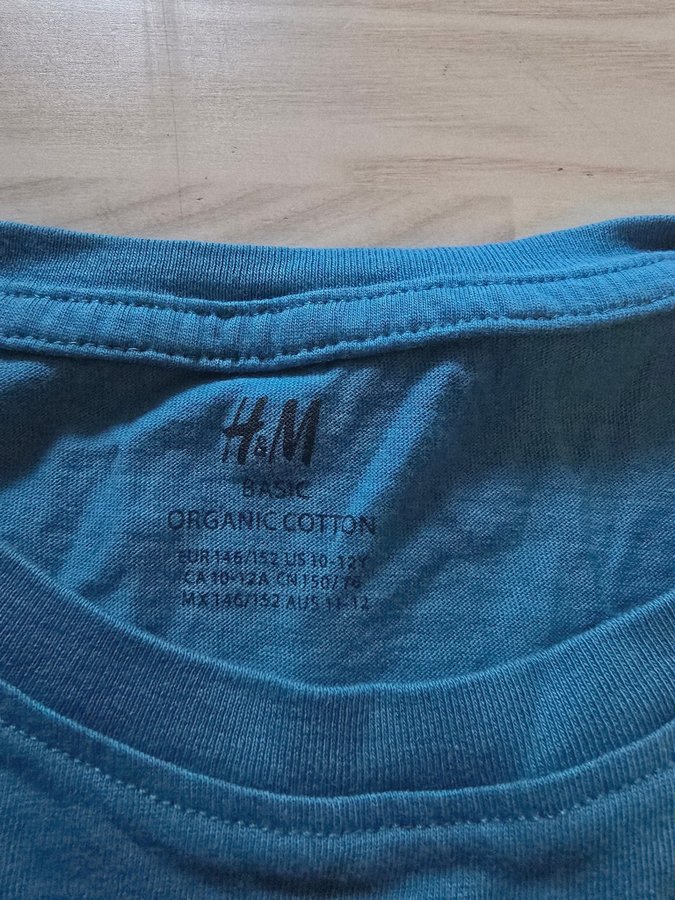 H&M
BASIC
ORGANIC COTTON
EUR 146/152 US 10-12Y
CA 10-12A CN 150/76
MX 146/152 AUS 11-12